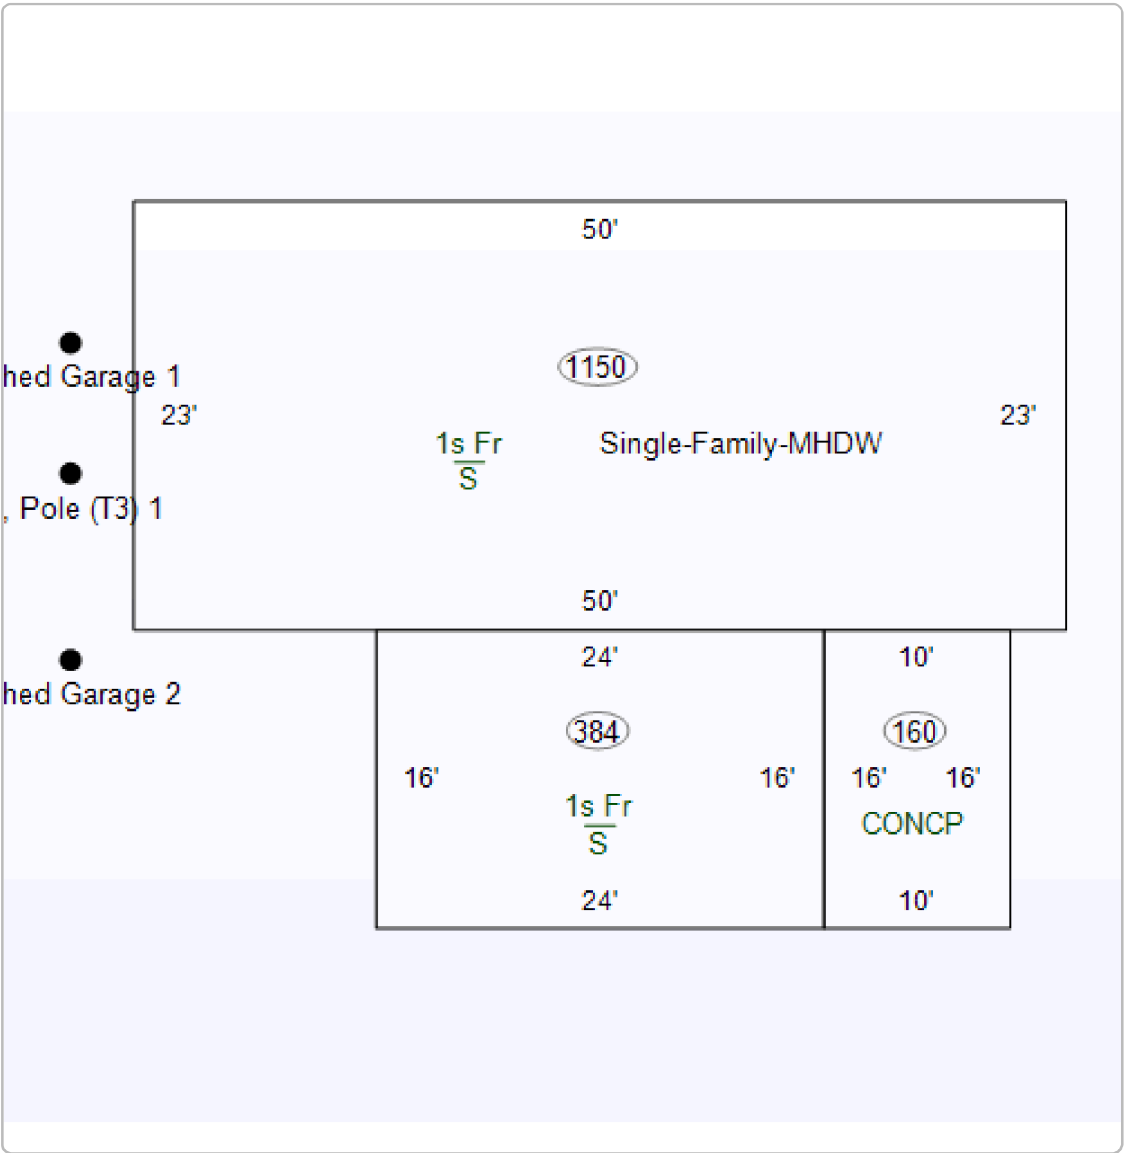 50'
1150
hed Garage 1
23'
23'
1s Fr
S
Single-Family-MHDW
, Pole (T3) 1
50'
24'
10'
hed Garage 2
384
160
16'
16'
16'
16'
1s Fr
S
CONCP
24'
10'